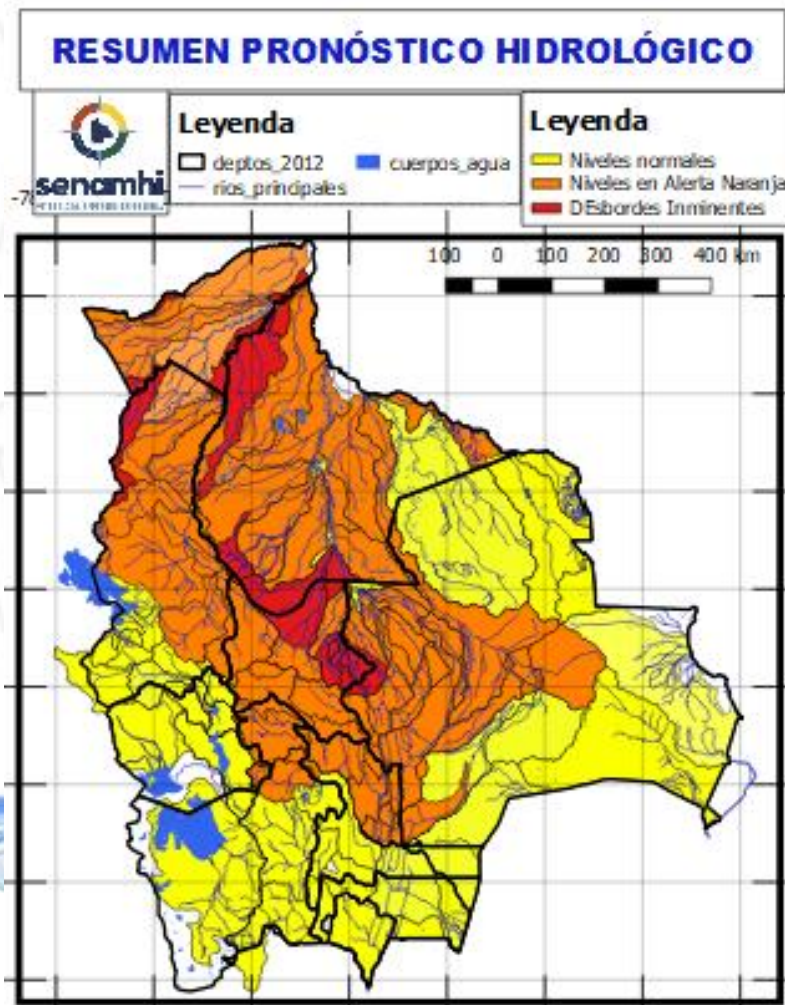 RESUMEN PRONÓSTICO HIDROLÓGICO
senamhi
Leyenda
deptos_2012 cuerpos_agua
rios_principales
Leyenda
Niveles normales
Niveles en Alerta Naranja
DEsbordes Inminentes
100 0 100 200 300 400 km